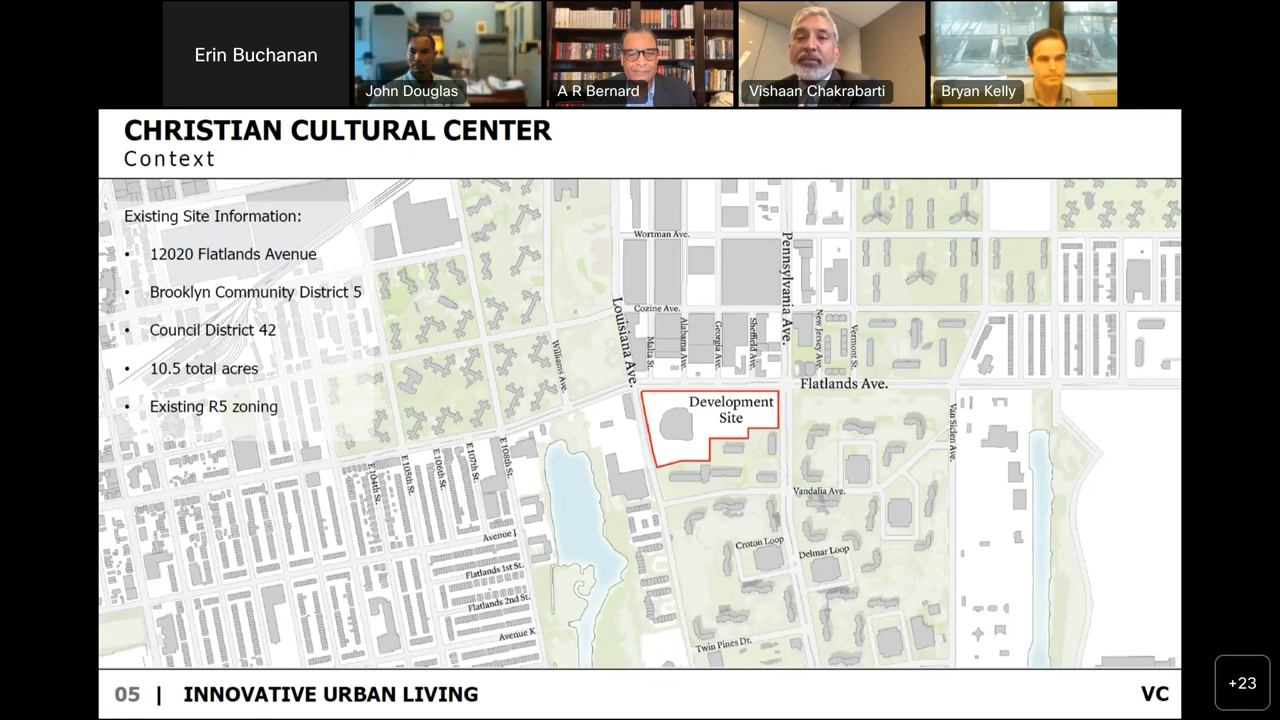 Erin Buchanan
John Douglas
A R Bernard
Vishaan Chakrabarti
Bryan Kelly
CHRISTIAN CULTURAL CENTER
Context
Existing Site Information:
• 12020 Flatlands Avenue
• Brooklyn Community District 5
• Council District 42
• 10.5 total acres
• Existing R5 zoning
Wortman Ave.
Pennsylvania Ave.
Louisiana Ave.
Cozine Ave.
Malta St.
Alabama Ave.
Georgia Ave.
Sheffield Ave.
New Jersey Ave.
Vermont St.
Williams Ave.
Flatlands Ave.
Development
Site
Van Siclen Ave.
E 104th St.
E 105th St.
E 106th St.
E 107th St.
E 108th St.
Vandalia Ave.
Avenue J
Croton Loop
Delmar Loop
Flatlands 1st St.
Flatlands 2nd St.
Avenue K
Twin Pines Dr.
05 | INNOVATIVE URBAN LIVING
VC
+23